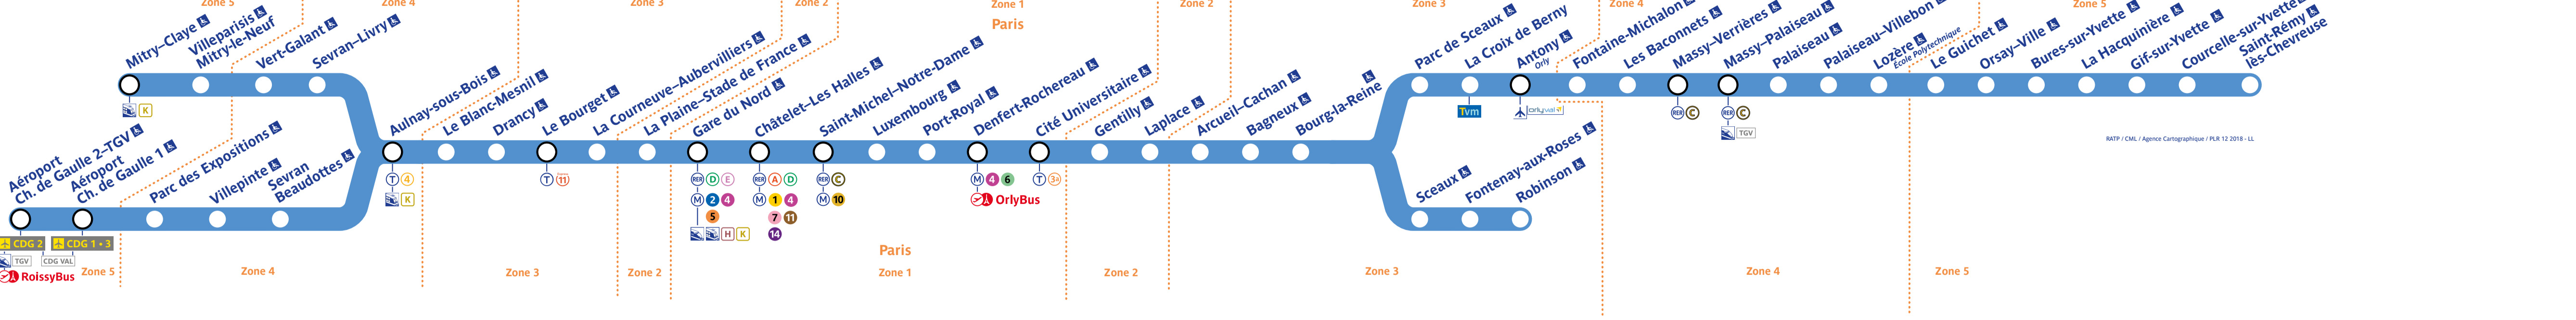 Zone 5
Zone 4
Zone 3
Zone 2
Zone 1
Paris
Zone 2
Zone 3
Zone 4
Zone 5
Mitry–Claye
Villeparisis
Mitry-le-Neuf
Vert-Galant
Sevran–Livry
K
Aéroport
Ch. de Gaulle 2–TGV
Aéroport
Ch. de Gaulle 1
Parc des Expositions
Villepinte
Sevran
Beaudottes
CDG 2
TGV
RoissyBus
CDG 1 • 3
CDG VAL
Aulnay-sous-Bois
T 4
K
Le Blanc-Mesnil
Drancy
Le Bourget
T 11
La Courneuve–Aubervilliers
La Plaine–Stade de France
Gare du Nord
RER D E
M 2 4
5
H K
Châtelet–Les Halles
RER A D
M 1 4
7 11
14
Saint-Michel–Notre-Dame
RER C
M 10
Luxembourg
Port-Royal
Denfert-Rochereau
M 4 6
OrlyBus
Cité Universitaire
T 3a
Gentilly
Laplace
Arcueil–Cachan
Bagneux
Bourg-la-Reine
Parc de Sceaux
La Croix de Berny
Tvm
Antony
Orly
orlyval
Fontaine-Michalon
Les Baconnets
Massy–Verrières
RER C
Massy–Palaiseau
RER C
TGV
Palaiseau
Palaiseau–Villebon
Lozère
École Polytechnique
Le Guichet
Orsay–Ville
Bures-sur-Yvette
La Hacquinière
Gif-sur-Yvette
Courcelle-sur-Yvette
Saint-Rémy
lès-Chevreuse
Sceaux
Fontenay-aux-Roses
Robinson
RATP / CML / Agence Cartographique / PLR 12 2018 - LL
Zone 5
Zone 4
Zone 3
Zone 2
Paris
Zone 1
Zone 2
Zone 3
Zone 4
Zone 5